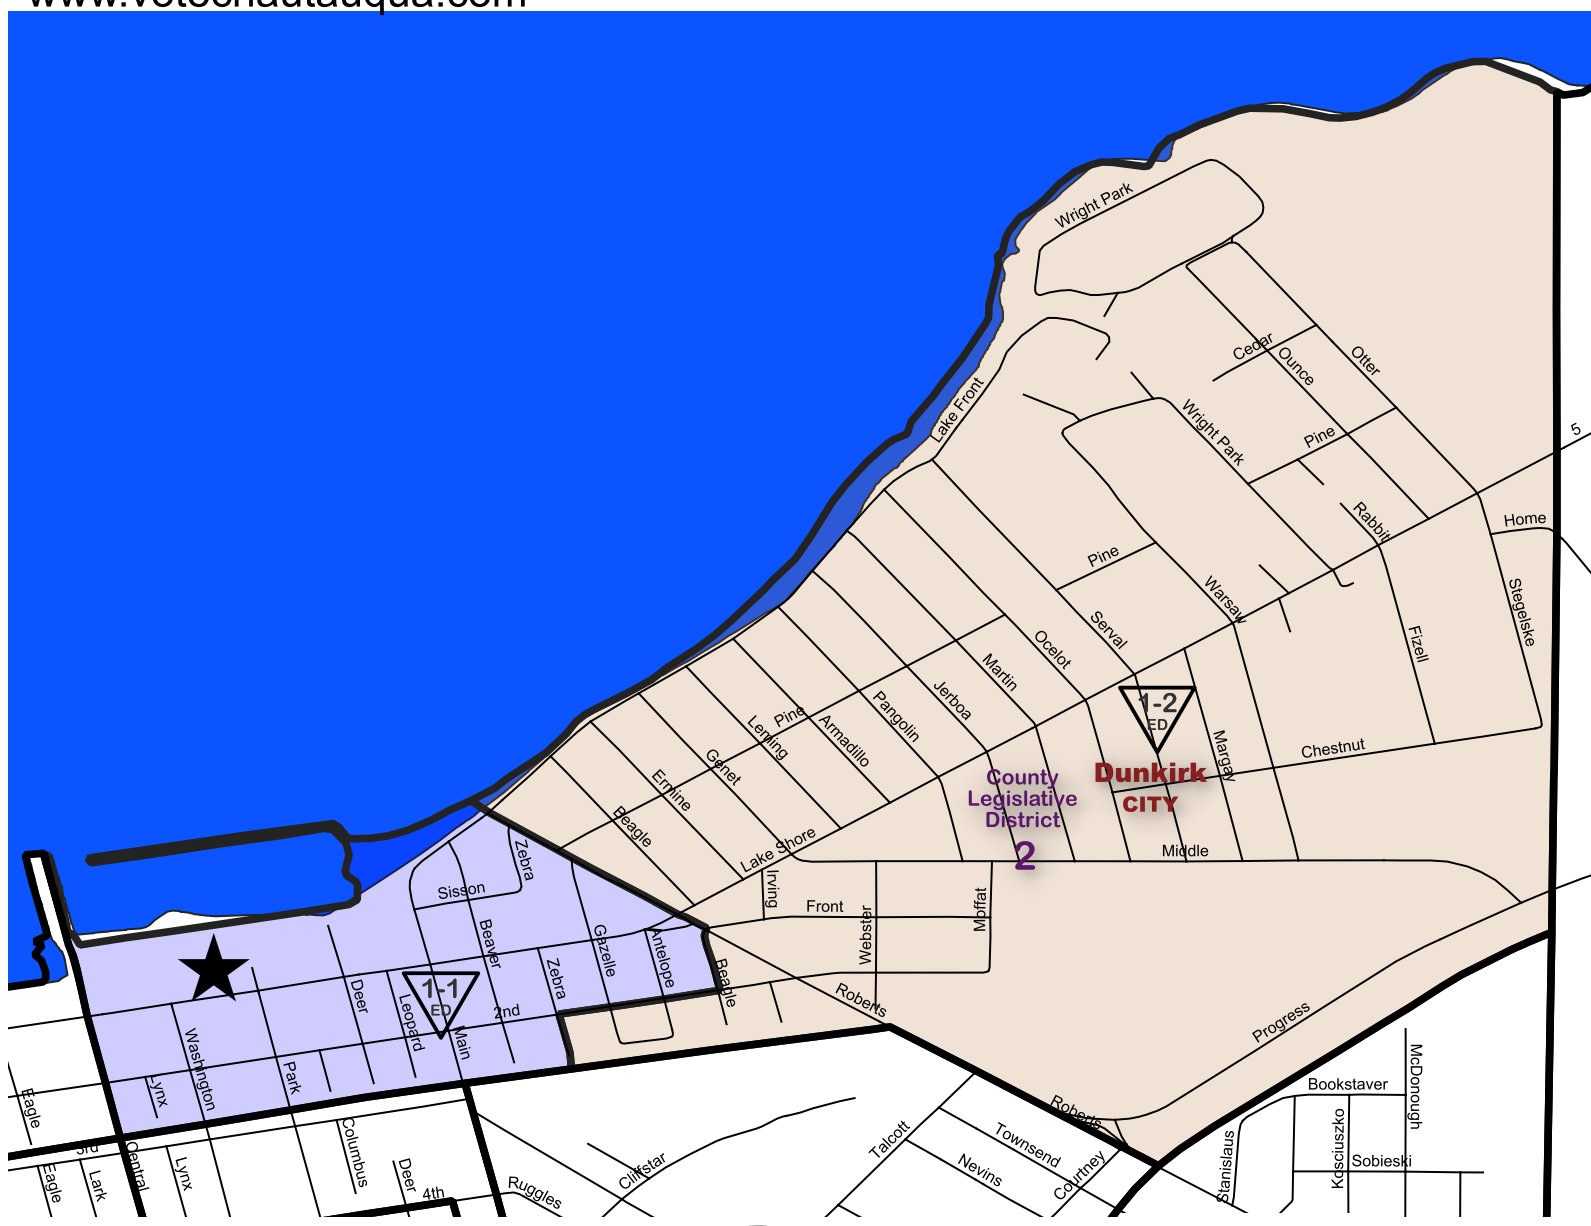 www.votechautauqua.com
Wright Park
Cedar
Ounce
Otter
Lake Front
Wright Park
Pine
5
Rabbit
Home
Pine
Warsaw
Serval
Stegelske
Fizell
Ocelot
Martin
Jerboa
Pangolin
Armadillo
Pine
Leming
Genet
Ermine
Beagle
1-2
ED
Margay
Chestnut
Dunkirk
CITY
County
Legislative
District
2
Lake Shore
Middle
Zebra
Sisson
Irving
Front
Webster
Moffat
Beaver
Gazelle
Antelope
Zebra
Beagle
Roberts
Deer
Leopard
1-1
ED
2nd
Main
Progress
Washington
Park
Lynx
Eagle
Roberts
Bookstaver
McDonough
Kosciuszko
Stanislaus
Sobieski
Talcott
Townsend
Nevins
Courtney
3rd
Central
Columbus
Lynx
Lark
Eagle
Deer
4th
Ruggles
Cliffstar